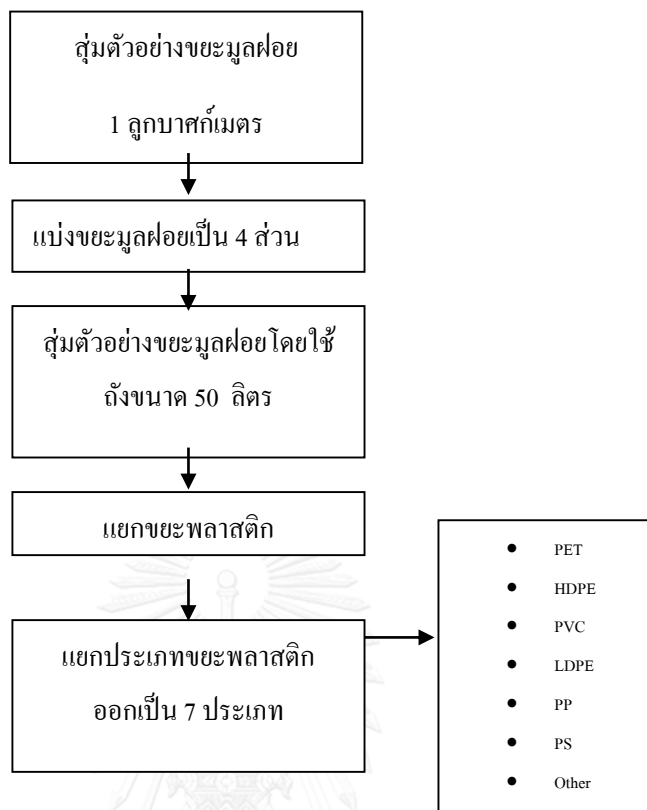 สุ่มตัวอย่างขยะมูลฝอย
1 ลูกบาศก์เมตร
แบ่งขยะมูลฝอยเป็น 4 ส่วน
สุ่มตัวอย่างขยะมูลฝอยโดยใช้
ถังขนาด 50 ลิตร
แยกขยะพลาสติก
แยกประเภทขยะพลาสติก
ออกเป็น 7 ประเภท
● PET
● HDPE
● PVC
● LDPE
● PP
● PS
● Other